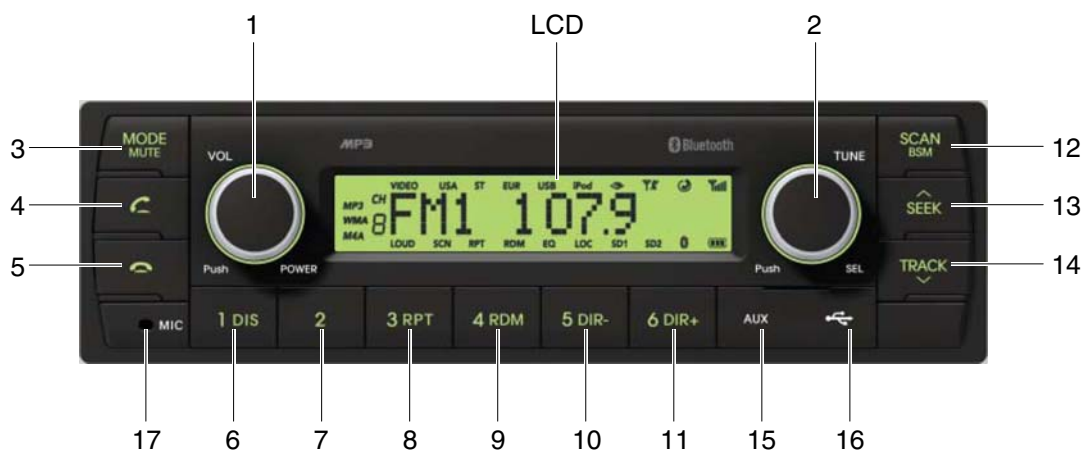 1 LCD 2
MODE
MUTE
3
VOL
MP3
Bluetooth
TUNE
SCAN
BSM
12
4
VIDEO USA ST EUR USB iPod
MP3 CH
WMA 8 FM1 107.9
M4A
LOUD SCN RPT RDM EQ LOC SD1 SD2
SEEK
13
5
Push POWER
Push SEL
TRACK
14
MIC
1 DIS 2 3 RPT 4 RDM 5 DIR- 6 DIR+ AUX
17 6 7 8 9 10 11 15 16